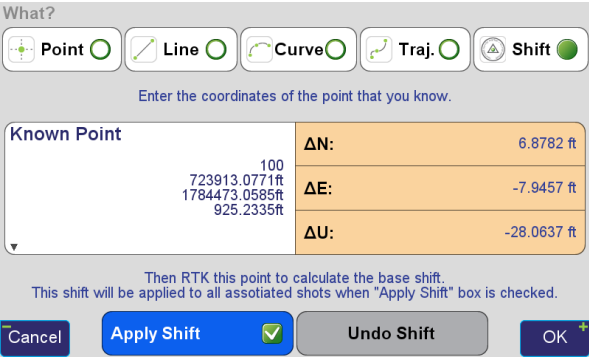 What?
Point
Line
Curve
Traj.
Shift
Enter the coordinates of the point that you know.
Known Point
100
723913.0771ft
1784473.0585ft
925.2335ft
ΔN: 6.8782 ft
ΔE: -7.9457 ft
ΔU: -28.0637 ft
Then RTK this point to calculate the base shift.
This shift will be applied to all assotiated shots when "Apply Shift" box is checked.
Cancel
Apply Shift
Undo Shift
OK